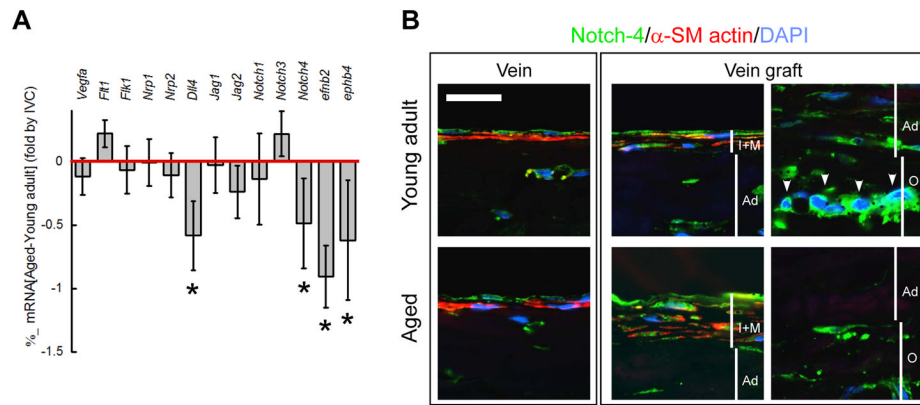 A
Vegfa
Flt1
Flk1
Nrp1
Nrp2
Dll4
Jag1
Jag2
Notch1
Notch3
Notch4
efnb2
ephb4
%_ mRNA[Aged-Young adult] (fold by IVC)
0
-0.5
-1
-1.5
*
*
*
*
B
Notch-4/α-SM actin/DAPI
Vein
Vein graft
Young adult
I+M
Ad
Ad
O
Aged
I+M
Ad
Ad
O